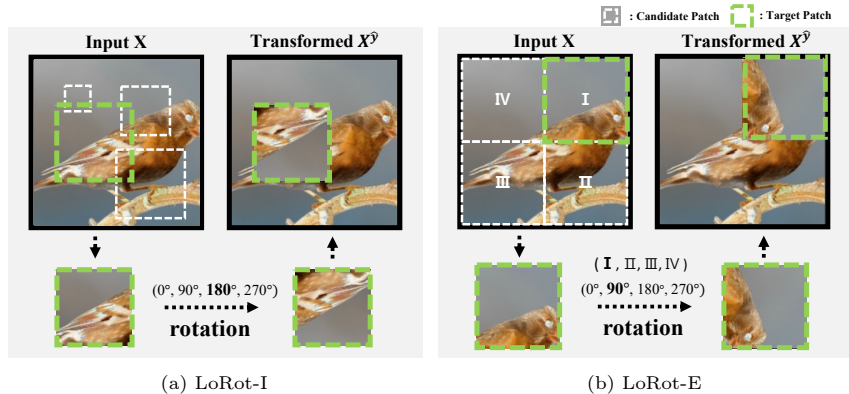 : Candidate Patch : Target Patch
Input X Transformed X^ŷ
(0°, 90°, 180°, 270°)
rotation
(a) LoRot-I
Input X Transformed X^ŷ
IV I
III II
( I , II, III, IV )
(0°, 90°, 180°, 270°)
rotation
(b) LoRot-E